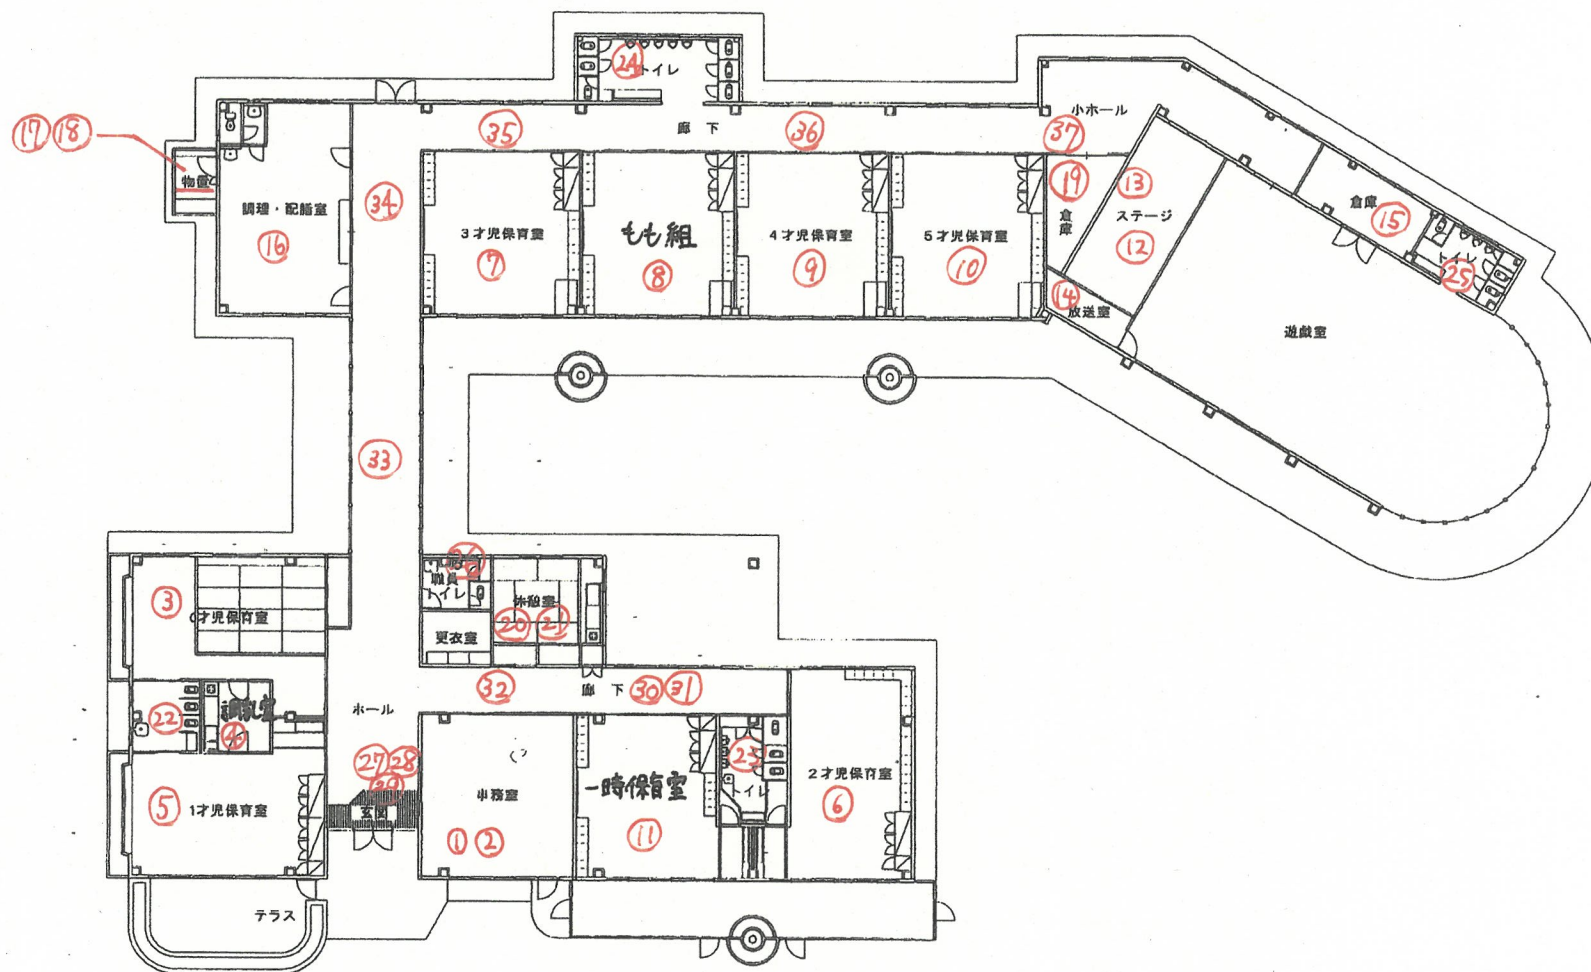 ㉔
トイレ
小ホール
⑰ ⑱
㉟
廊下
㊱
㊲
物置
調理・配膳室
⑯
㉞
3才児保育室
⑦
もも組
⑧
4才児保育室
⑨
5才児保育室
⑩
⑲
倉庫
⑬
ステージ
⑫
倉庫
⑮
トイレ
㉕
⑭
放送室
遊戯室
㉝
③
0才児保育室
㉖
職員
トイレ
休憩室
⑳ ㉑
更衣室
㉜
廊下
㉚ ㉛
㉒
調乳室
④
ホール
㉗ ㉘
㉙
玄関
⑤
1才児保育室
事務室
① ②
一時保育室
⑪
㉓
トイレ
2才児保育室
⑥
テラス